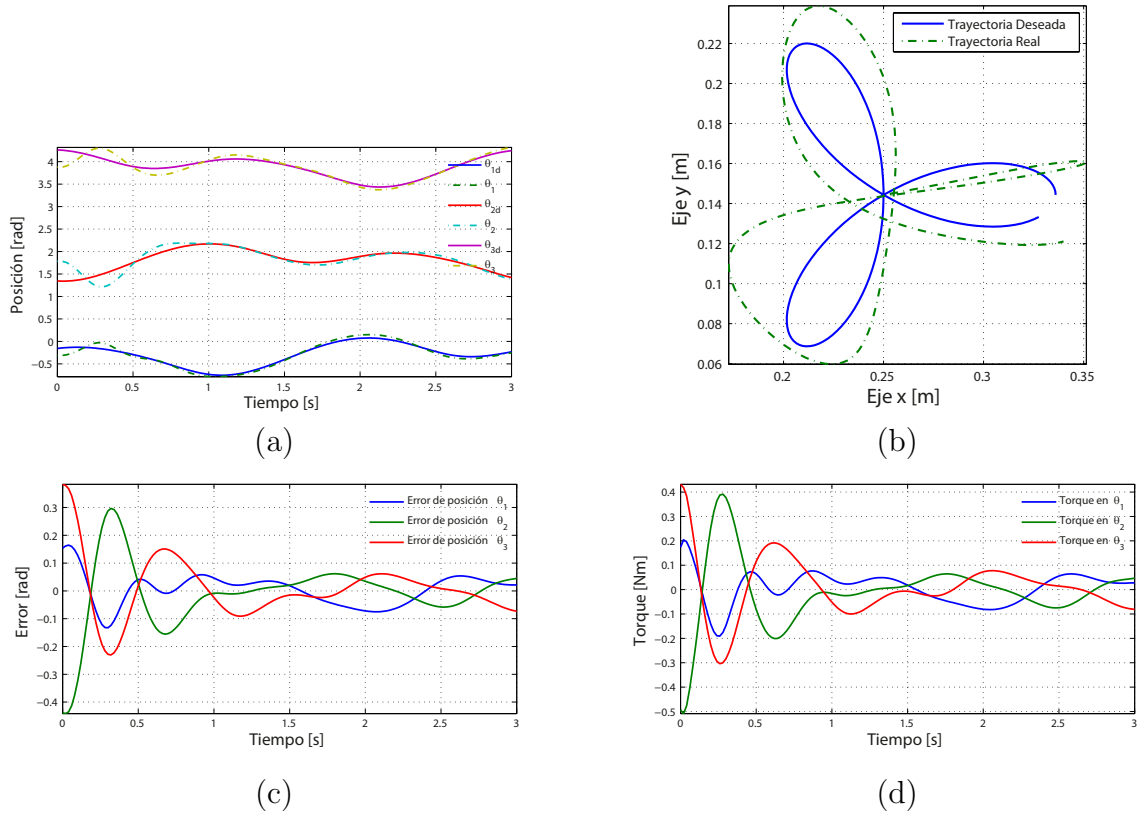 4
3.5
3
2.5
2
1.5
1
0.5
0
−0.5
Posición [rad]
θ1d
θ1
θ2d
θ2
θ3d
θ3
0 0.5 1 1.5 2 2.5 3
Tiempo [s]
(a)
0.22
0.2
0.18
0.16
0.14
0.12
0.1
0.08
0.06
Eje y [m]
Trayectoria Deseada
Trayectoria Real
0.2 0.25 0.3 0.35
Eje x [m]
(b)
0.3
0.2
0.1
0
−0.1
−0.2
−0.3
−0.4
Error [rad]
Error de posición θ1
Error de posición θ2
Error de posición θ3
0 0.5 1 1.5 2 2.5 3
Tiempo [s]
(c)
0.4
0.3
0.2
0.1
0
−0.1
−0.2
−0.3
−0.4
−0.5
Torque [Nm]
Torque en θ1
Torque en θ2
Torque en θ3
0 0.5 1 1.5 2 2.5 3
Tiempo [s]
(d)